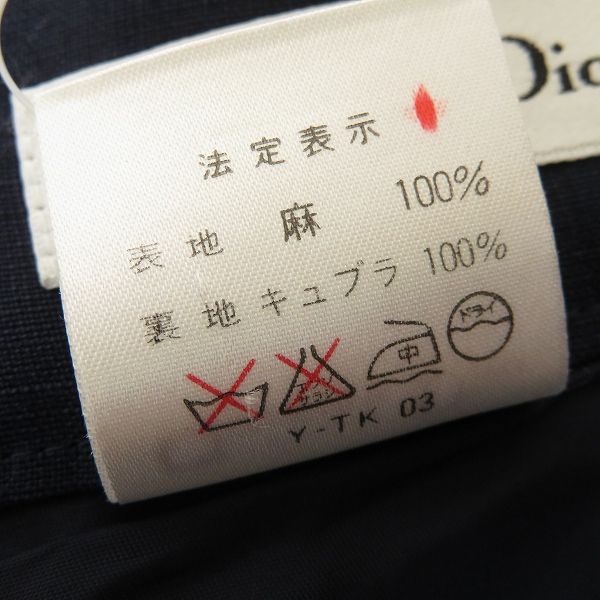 Dio
法定表示
表地 麻 100%
裏地 キュプラ 100%
中 ドライ
Y-TK 03